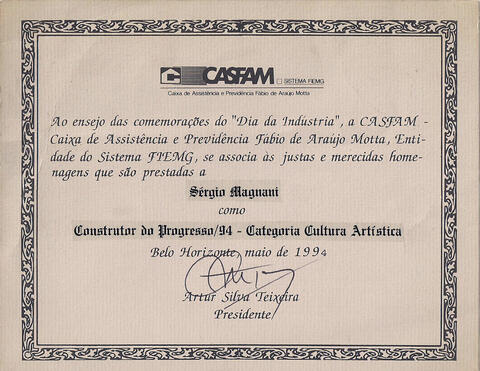 CASFAM SISTEMA FIEMG
Caixa de Assistência e Previdência Fábio de Araújo Motta
Ao ensejo das comemorações do "Dia da Indústria", a CASFAM -
Caixa de Assistência e Previdência Fábio de Araújo Motta, Enti-
dade do Sistema FIEMG, se associa às justas e merecidas home-
nagens que são prestadas a
Sérgio Magnani
como
Construtor do Progresso/94 - Categoria Cultura Artística
Belo Horizonte, maio de 1994
Artur Silva Teixeira
Presidente